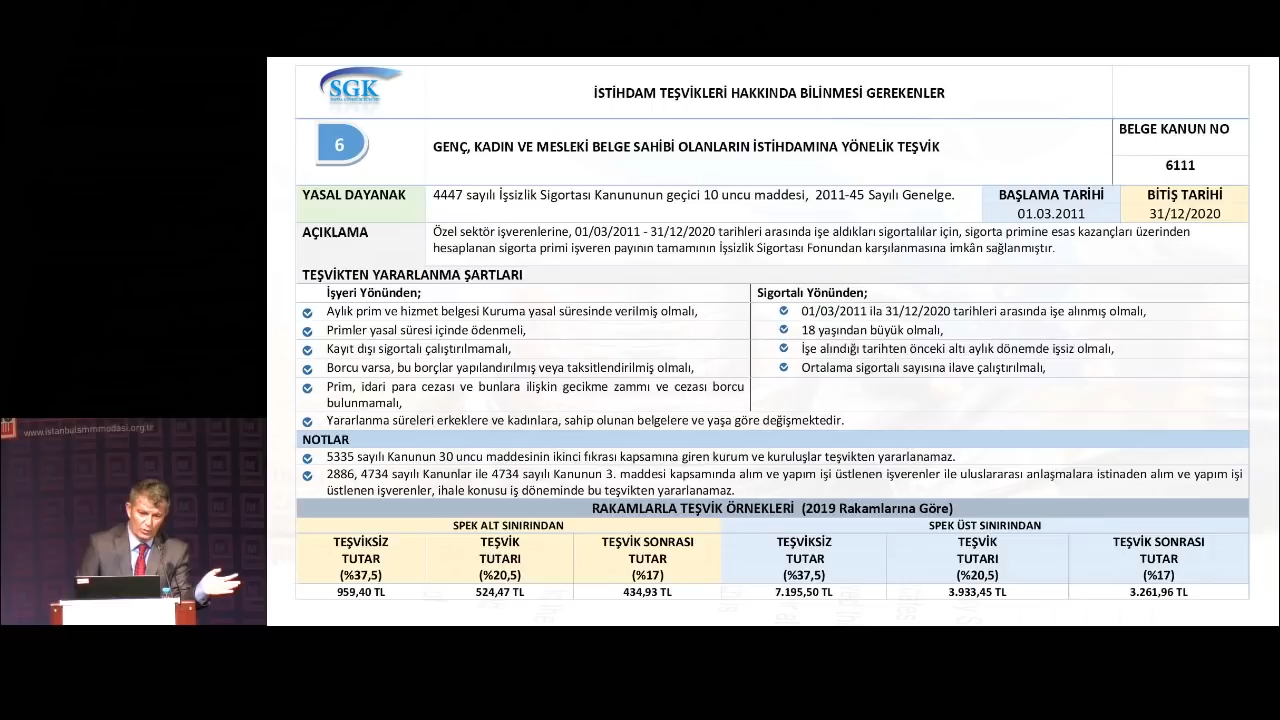 SGK
İSTİHDAM TEŞVİKLERİ HAKKINDA BİLİNMESİ GEREKENLER
6
GENÇ, KADIN VE MESLEKİ BELGE SAHİBİ OLANLARIN İSTİHDAMINA YÖNELİK TEŞVİK
BELGE KANUN NO
6111
YASAL DAYANAK
4447 sayılı İşsizlik Sigortası Kanununun geçici 10 uncu maddesi, 2011-45 Sayılı Genelge.
BAŞLAMA TARİHİ
01.03.2011
BİTİŞ TARİHİ
31/12/2020
AÇIKLAMA
Özel sektör işverenlerine, 01/03/2011 - 31/12/2020 tarihleri arasında işe aldıkları sigortalılar için, sigorta primine esas kazançları üzerinden
hesaplanan sigorta primi işveren payının tamamının İşsizlik Sigortası Fonundan karşılanmasına imkân sağlanmıştır.
TEŞVİKTEN YARARLANMA ŞARTLARI
İşyeri Yönünden;
Aylık prim ve hizmet belgesi Kuruma yasal süresinde verilmiş olmalı,
Primler yasal süresi içinde ödenmeli,
Kayıt dışı sigortalı çalıştırılmamalı,
Borcu varsa, bu borçlar yapılandırılmış veya taksitlendirilmiş olmalı,
Prim, idari para cezası ve bunlara ilişkin gecikme zammı ve cezası borcu
bulunmamalı,
Yararlanma süreleri erkeklere ve kadınlara, sahip olunan belgelere ve yaşa göre değişmektedir.
Sigortalı Yönünden;
01/03/2011 ila 31/12/2020 tarihleri arasında işe alınmış olmalı,
18 yaşından büyük olmalı,
İşe alındığı tarihten önceki altı aylık dönemde işsiz olmalı,
Ortalama sigortalı sayısına ilave çalıştırılmalı,
NOTLAR
5335 sayılı Kanunun 30 uncu maddesinin ikinci fıkrası kapsamına giren kurum ve kuruluşlar teşvikten yararlanamaz.
2886, 4734 sayılı Kanunlar ile 4734 sayılı Kanunun 3. maddesi kapsamında alım ve yapım işi üstlenen işverenler ile uluslararası anlaşmalara istinaden alım ve yapım işi
üstlenen işverenler, ihale konusu iş döneminde bu teşvikten yararlanamaz.
RAKAMLARLA TEŞVİK ÖRNEKLERİ (2019 Rakamlarına Göre)
SPEK ALT SINIRINDAN
SPEK ÜST SINIRINDAN
TEŞVİKSİZ
TUTAR
(%37,5)
TEŞVİK
TUTARI
(%20,5)
TEŞVİK SONRASI
TUTAR
(%17)
TEŞVİKSİZ
TUTAR
(%37,5)
TEŞVİK
TUTARI
(%20,5)
TEŞVİK SONRASI
TUTAR
(%17)
959,40 TL
524,47 TL
434,93 TL
7.195,50 TL
3.933,45 TL
3.261,96 TL
www.istanbulsmmmodasi.org.tr